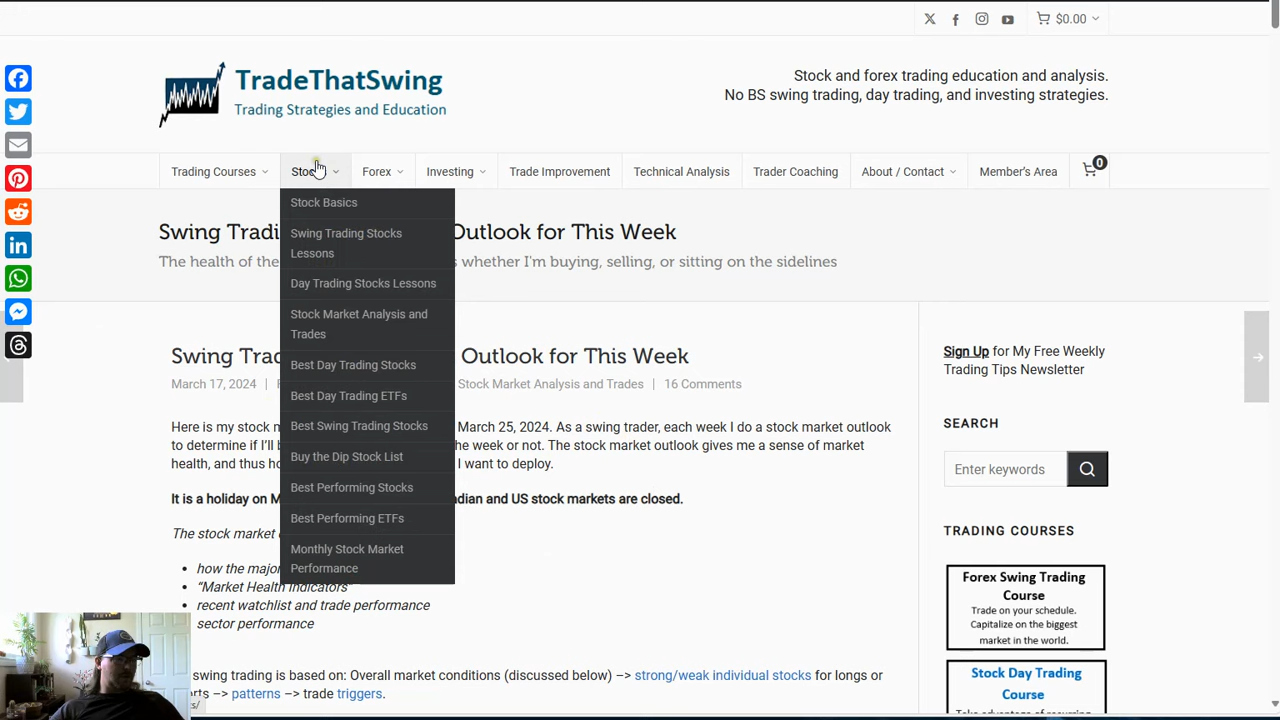 $0.00
TradeThatSwing
Trading Strategies and Education
Stock and forex trading education and analysis.
No BS swing trading, day trading, and investing strategies.
Trading Courses
Forex
Investing
Trade Improvement
Technical Analysis
Trader Coaching
About / Contact
Member's Area
0
Stock Basics
Swing Trading Stocks
Lessons
Day Trading Stocks Lessons
Stock Market Analysis and
Trades
Best Day Trading Stocks
Best Day Trading ETFs
Best Swing Trading Stocks
Buy the Dip Stock List
Best Performing Stocks
Best Performing ETFs
Monthly Stock Market
Performance
Swing Outlook for This Week
The health of the whether I'm buying, selling, or sitting on the sidelines
Swing Outlook for This Week
March 17, 2024 | Stock Market Analysis and Trades | 16 Comments
Here is my stock March 25, 2024. As a swing trader, each week I do a stock market outlook
to determine if I'll the week or not. The stock market outlook gives me a sense of market
health, and thus I want to deploy.
It is a holiday on and US stock markets are closed.
The stock market
• how the major
• "Market Health Indicators"
• recent watchlist and trade performance
sector performance
swing trading is based on: Overall market conditions (discussed below) –> strong/weak individual stocks for longs or
–> patterns –> trade triggers.
Sign Up for My Free Weekly
Trading Tips Newsletter
SEARCH
Enter keywords
TRADING COURSES
Forex Swing Trading
Course
Trade on your schedule.
Capitalize on the biggest
market in the world.
Stock Day Trading
Course